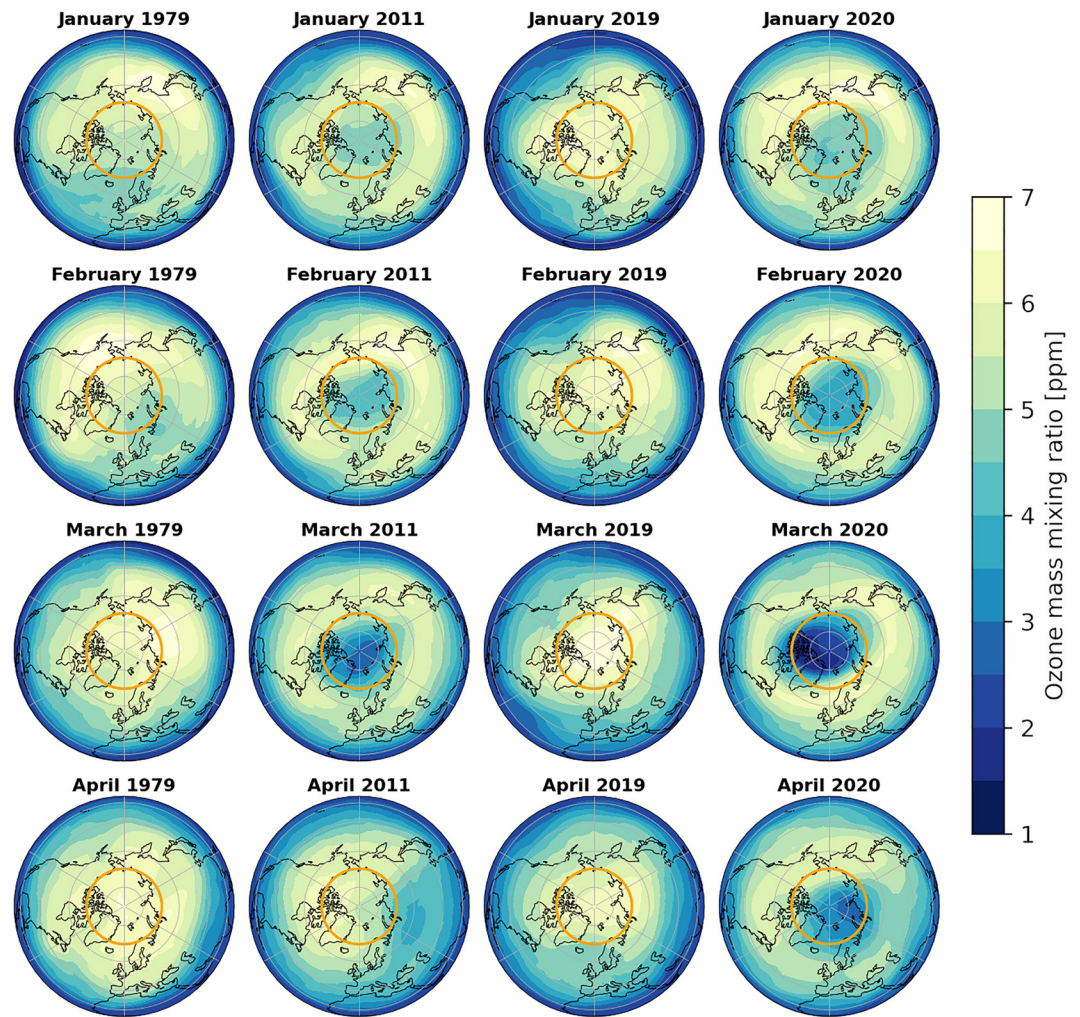 January 1979
January 2011
January 2019
January 2020
February 1979
February 2011
February 2019
February 2020
March 1979
March 2011
March 2019
March 2020
April 1979
April 2011
April 2019
April 2020
7
6
5
4
3
2
1
Ozone mass mixing ratio [ppm]